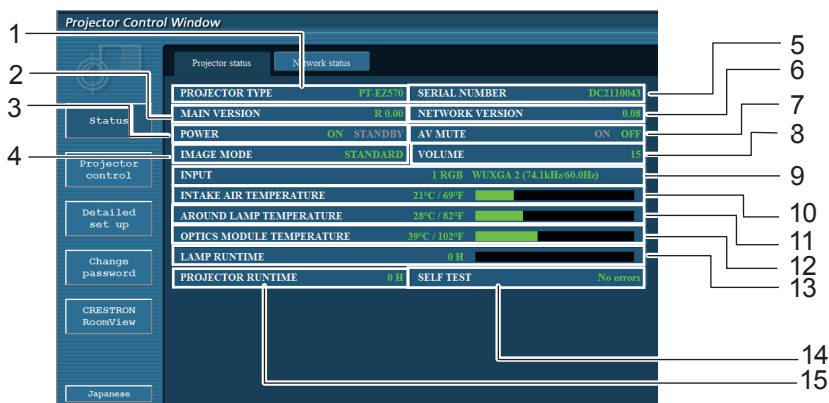 Projector Control Window
1
2
3
4
5
6
7
8
9
10
11
12
13
14
15
Status
Projector
control
Detailed
set up
Change
password
CRESTRON
RoomView
Japanese
Projector status
Network status
PROJECTOR TYPE PT-EZ570 SERIAL NUMBER DC2110043
MAIN VERSION R 0.00 NETWORK VERSION 0.08
POWER ON STANDBY AV MUTE ON OFF
IMAGE MODE STANDARD VOLUME 15
INPUT 1 RGB WUXGA 2 (74.1kHz/60.0Hz)
INTAKE AIR TEMPERATURE 21°C / 69°F
AROUND LAMP TEMPERATURE 28°C / 82°F
OPTICS MODULE TEMPERATURE 39°C / 102°F
LAMP RUNTIME 0 H
PROJECTOR RUNTIME 0 H SELF TEST No errors